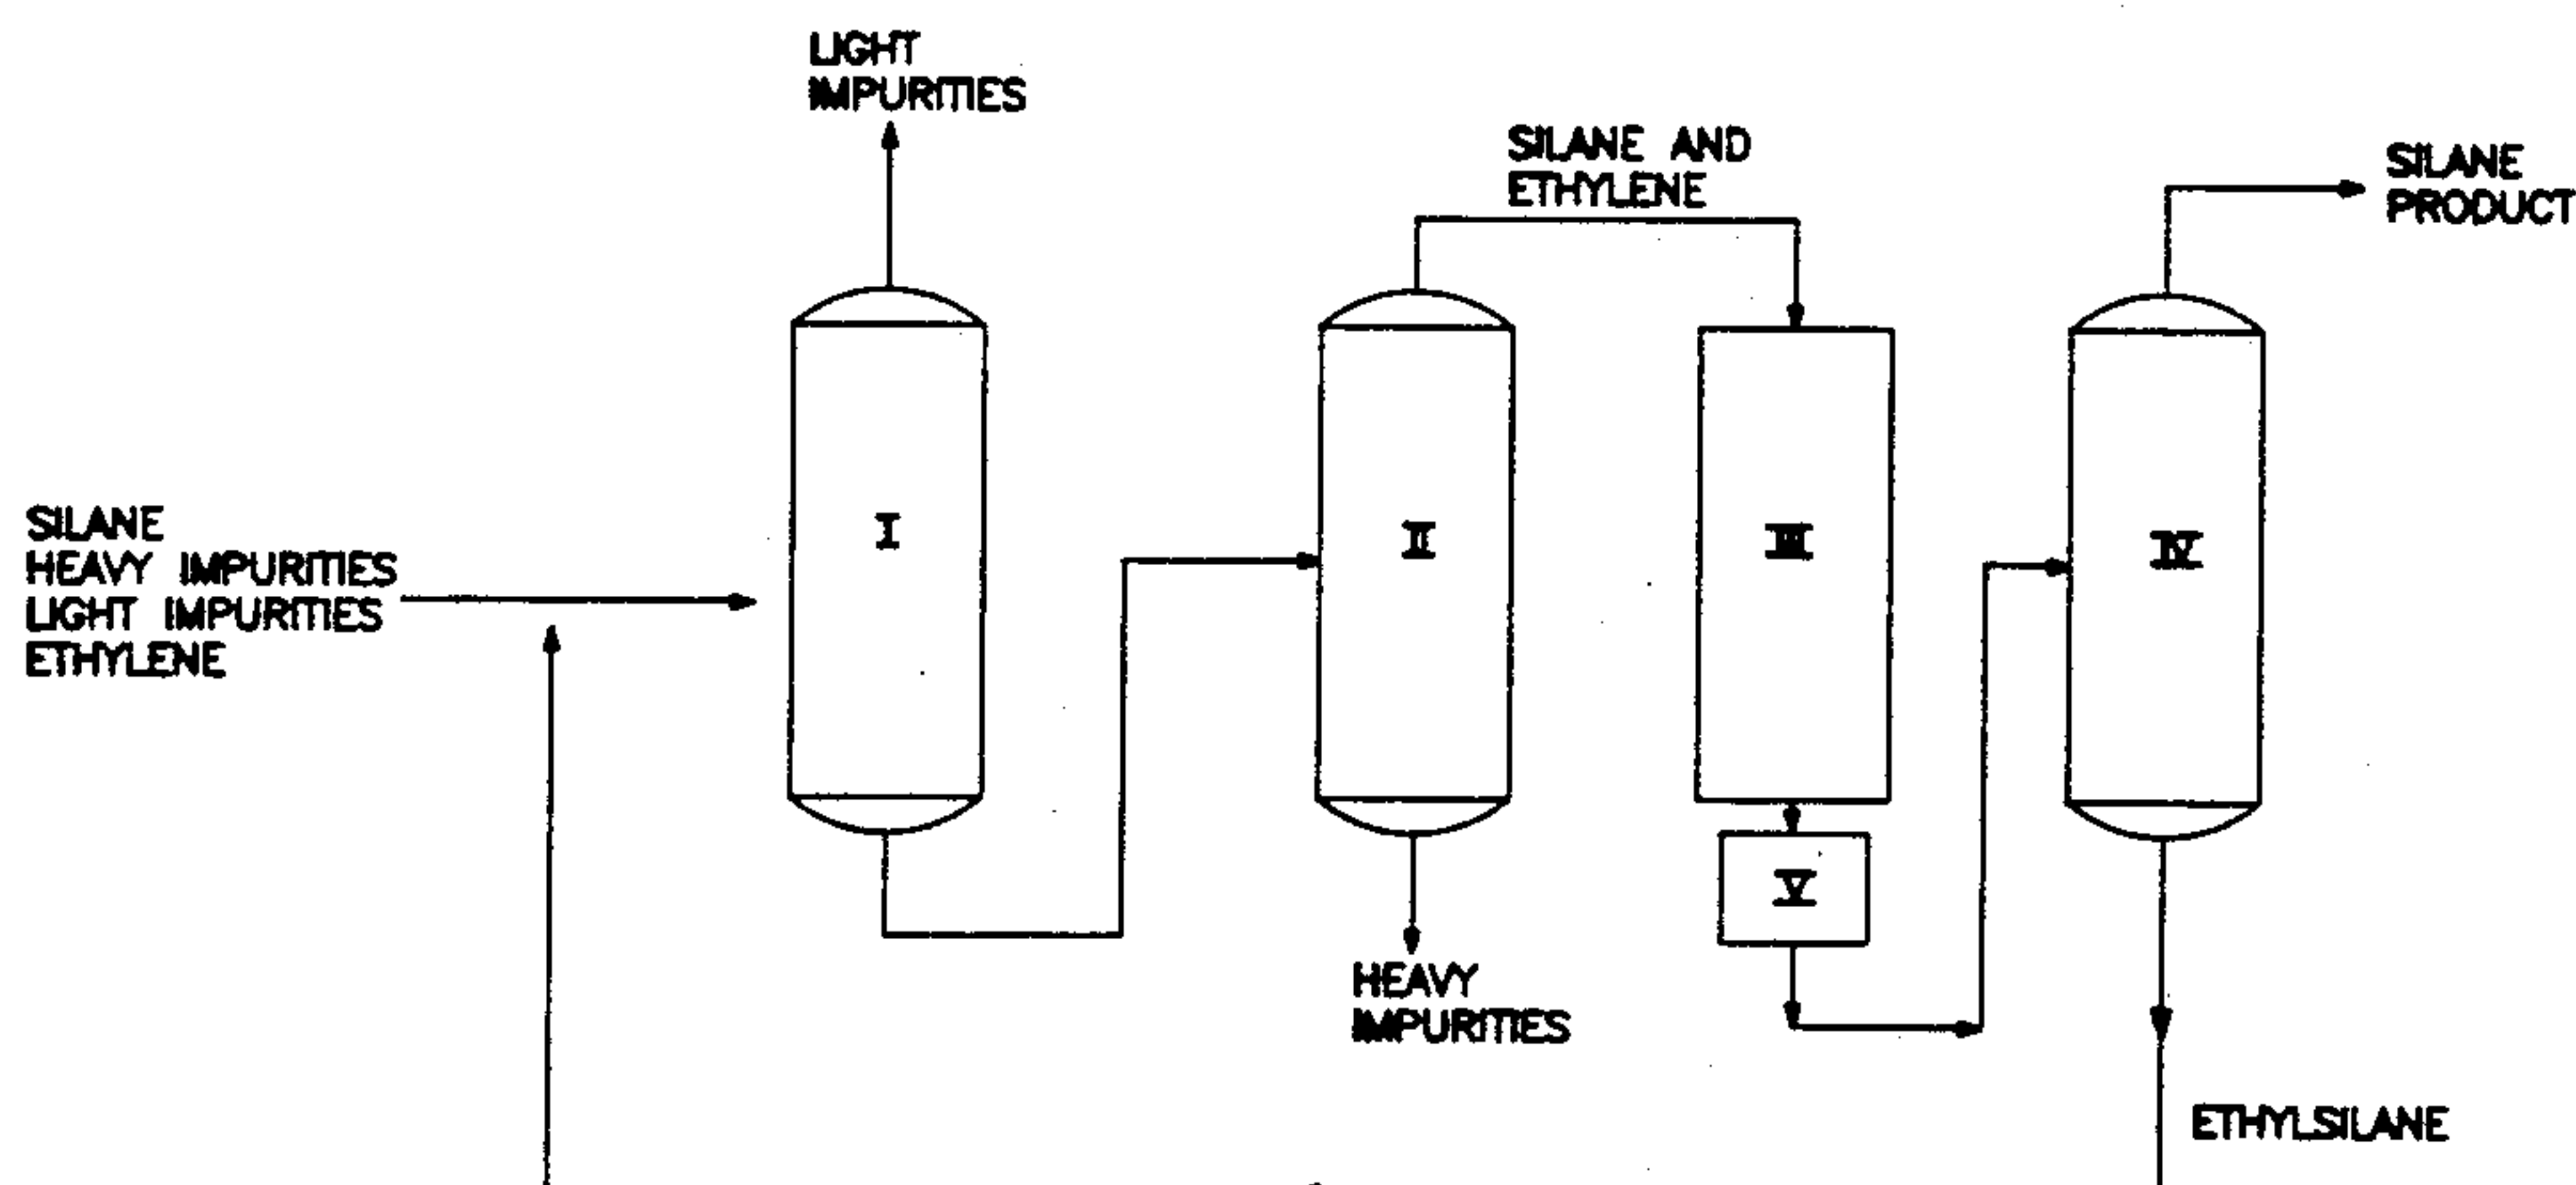 LIGHT
IMPURITIES
SILANE AND
ETHYLENE
SILANE
PRODUCT
SILANE
HEAVY IMPURITIES
LIGHT IMPURITIES
ETHYLENE
I
II
III
IV
V
HEAVY
IMPURITIES
ETHYLSILANE